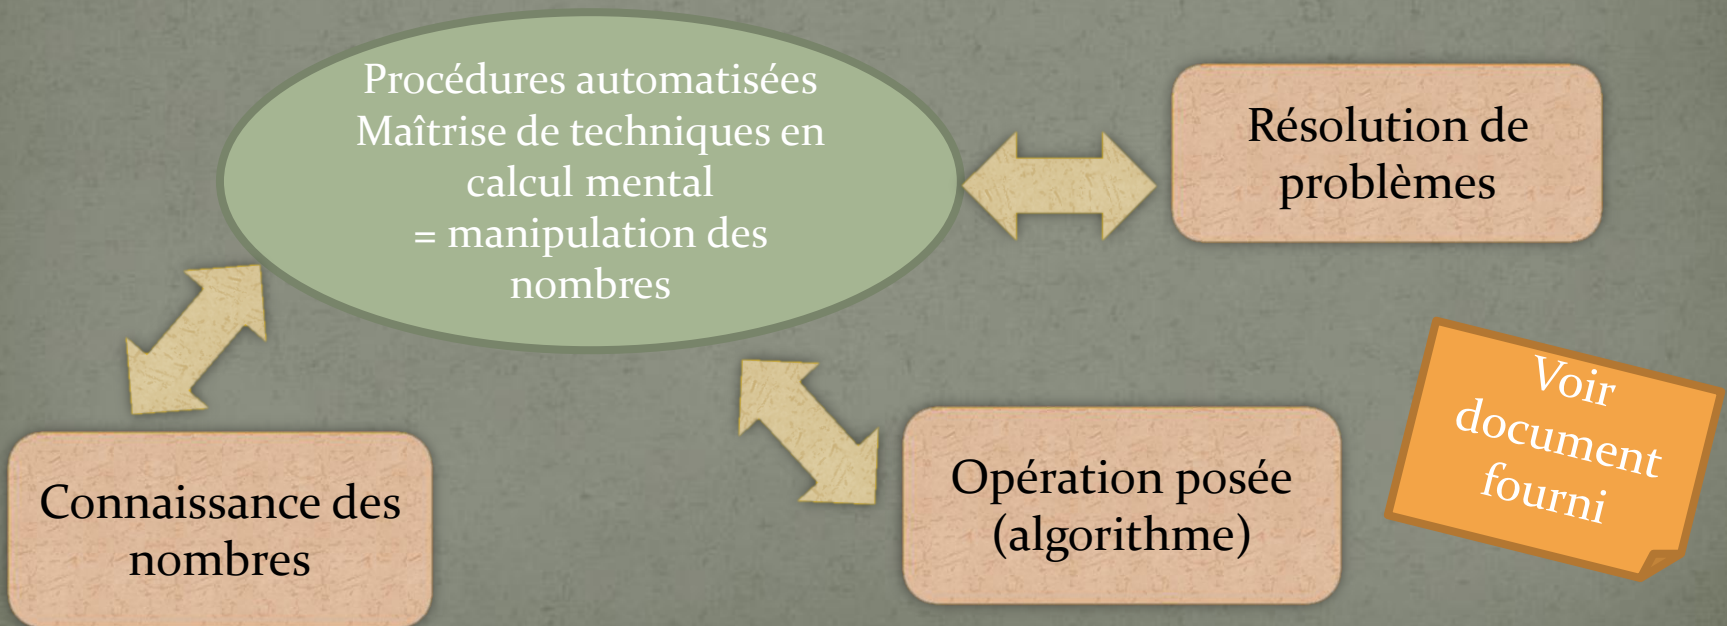 Procédures automatisées
Maîtrise de techniques en
calcul mental
= manipulation des
nombres
Résolution de
problèmes
Connaissance des
nombres
Opération posée
(algorithme)
Voir
document
fourni